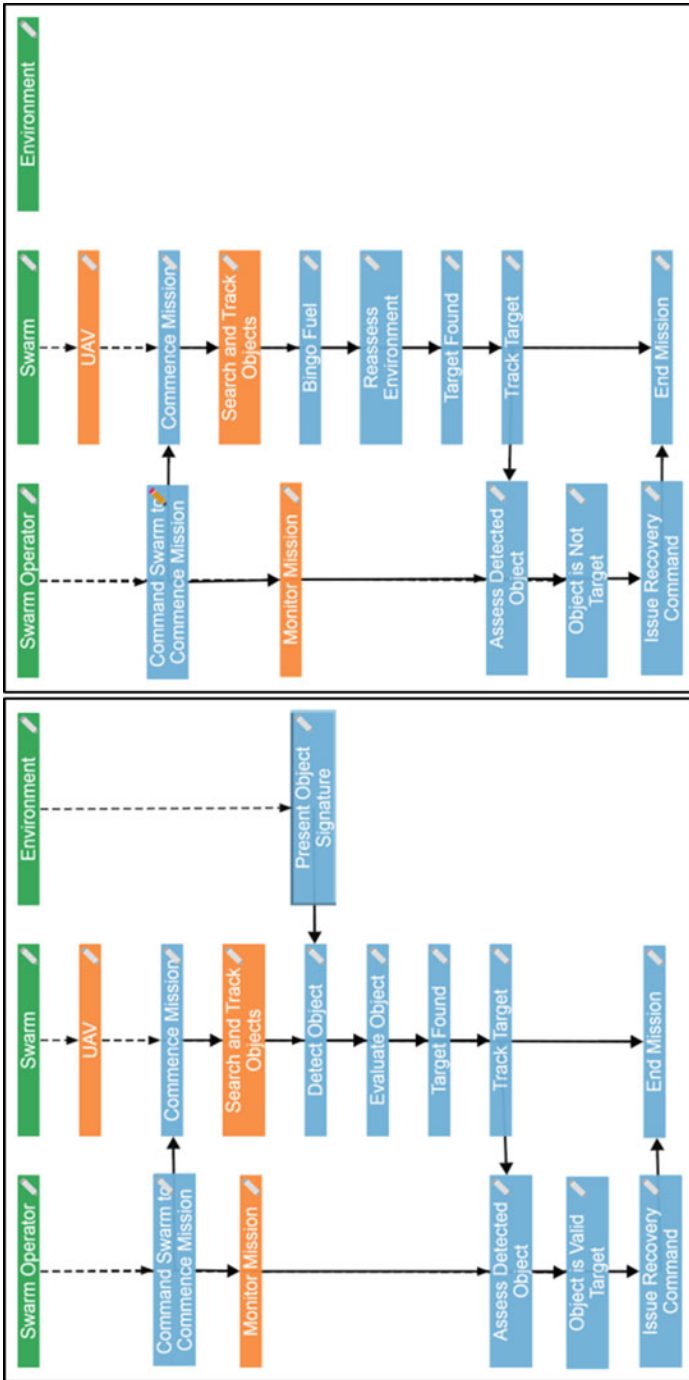 Swarm Operator
Command Swarm to
Commence Mission
Monitor Mission
Assess Detected
Object
Object is Valid
Target
Issue Recovery
Command
Swarm
UAV
Commence Mission
Search and Track
Objects
Detect Object
Evaluate Object
Target Found
Track Target
End Mission
Environment
Present Object
Signature
Swarm Operator
Command Swarm to
Commence Mission
Monitor Mission
Assess Detected
Object
Object is Not
Target
Issue Recovery
Command
Swarm
UAV
Commence Mission
Search and Track
Objects
Bingo Fuel
Reassess
Environment
Target Found
Track Target
End Mission
Environment